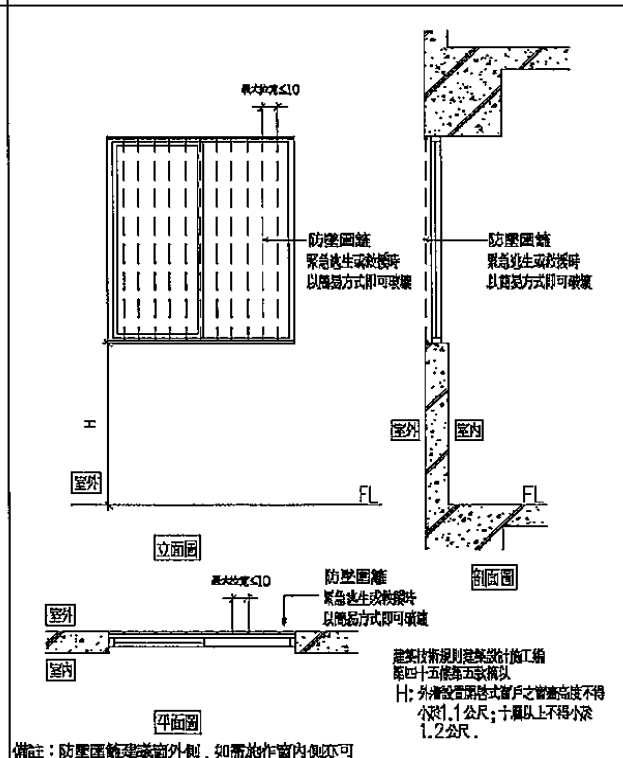 最大位寬≦10
防墜圍籬
緊急逃生或救援時
以簡易方式即可破壞
防墜圍籬
緊急逃生或救援時
以簡易方式即可破壞
H
室外
室內
室外
FL
FL
立面圖
剖面圖
最大位寬≦10
防墜圍籬
緊急逃生或救援時
以簡易方式即可破壞
室外
室內
建築技術規則建築設計施工編
第四十五條第五款摘以
H：外牆設置開啓式窗戶之窗臺高度不得
小於1.1公尺；十層以上不得小於
1.2公尺．
平面圖
備註：防墜圍籬建議窗外側．如需施作窗內側亦可